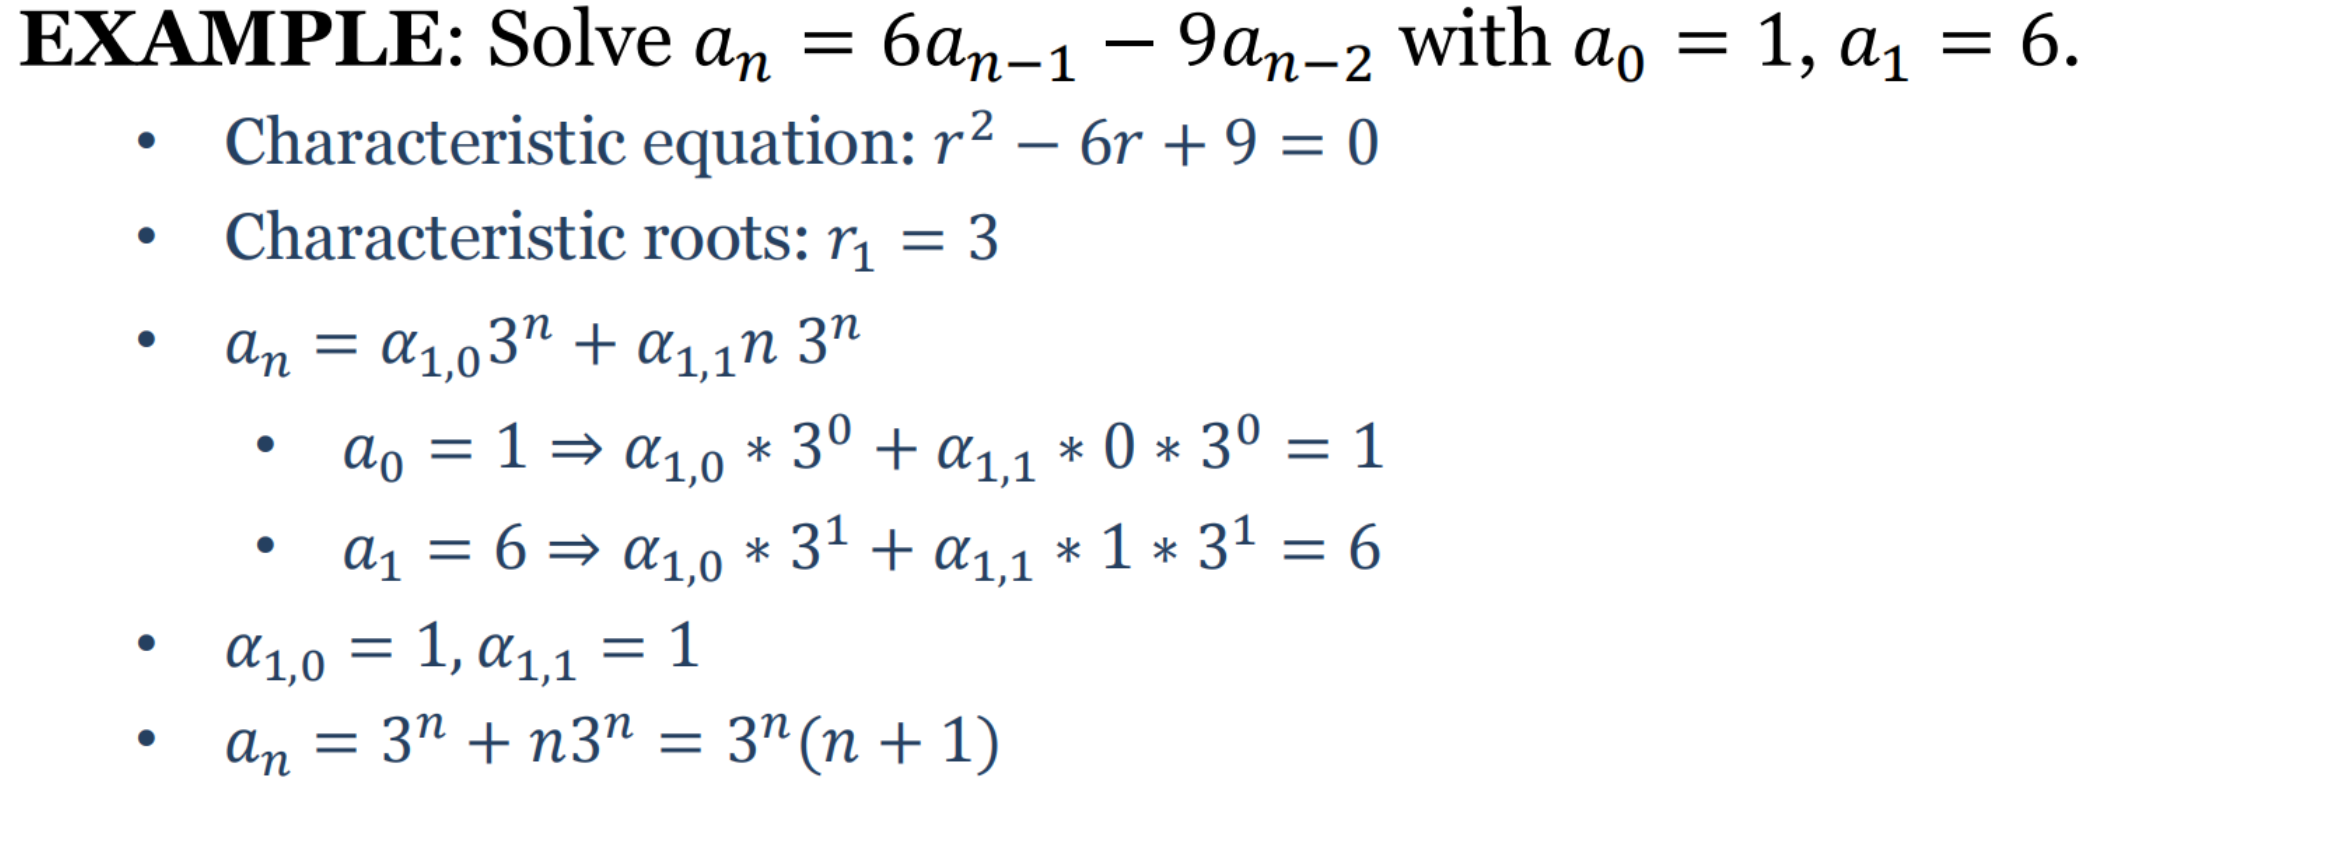 EXAMPLE: Solve aₙ = 6aₙ₋₁ − 9aₙ₋₂ with a₀ = 1, a₁ = 6.
• Characteristic equation: r² − 6r + 9 = 0
• Characteristic roots: r₁ = 3
• aₙ = α₁,₀3ⁿ + α₁,₁n 3ⁿ
• a₀ = 1 ⇒ α₁,₀ ∗ 3⁰ + α₁,₁ ∗ 0 ∗ 3⁰ = 1
• a₁ = 6 ⇒ α₁,₀ ∗ 3¹ + α₁,₁ ∗ 1 ∗ 3¹ = 6
• α₁,₀ = 1, α₁,₁ = 1
• aₙ = 3ⁿ + n3ⁿ = 3ⁿ(n + 1)